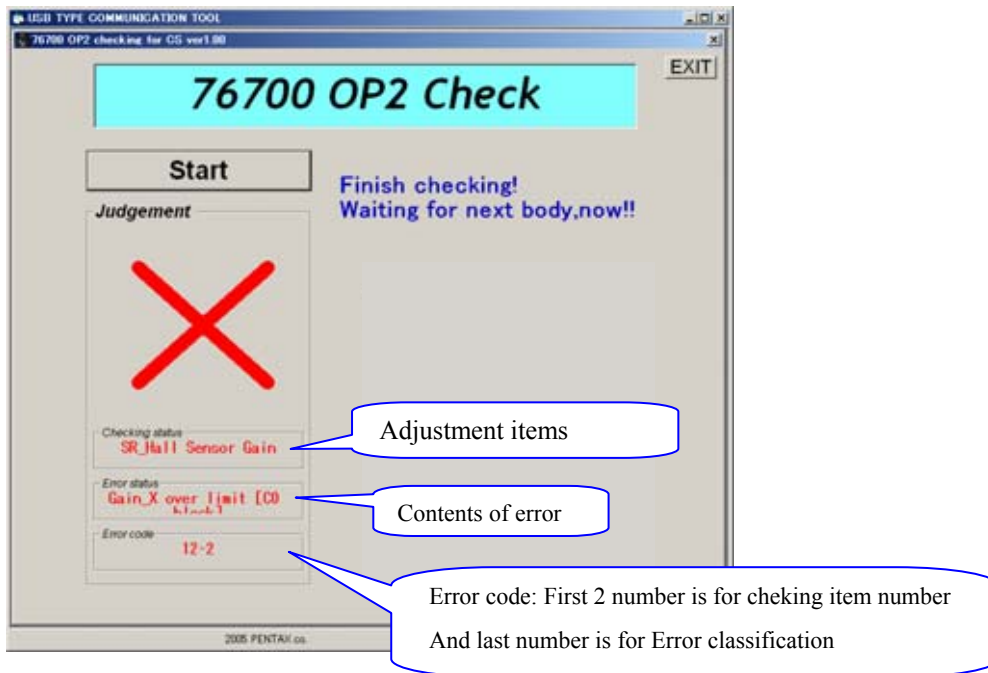 USB TYPE COMMUNICATION TOOL
76700 OP2 checking for CS ver1.00
EXIT
76700 OP2 Check
Start
Finish checking!
Waiting for next body,now!!
Judgement
Checking status
SR_Hall Sensor Gain
Adjustment items
Error status
Gain_X over limit [CO
Contents of error
Error code
12-2
Error code: First 2 number is for cheking item number
And last number is for Error classification
2005 PENTAX co.